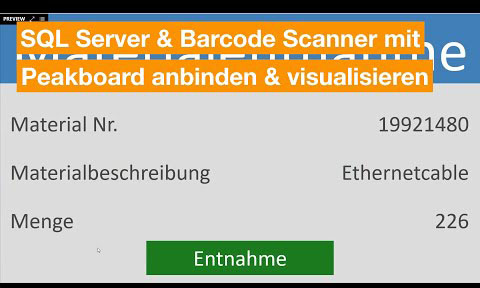 PREVIEW
SQL Server & Barcode Scanner mit
Peakboard anbinden & visualisieren
Material Nr. 19921480
Materialbeschreibung Ethernetcable
Menge 226
Entnahme